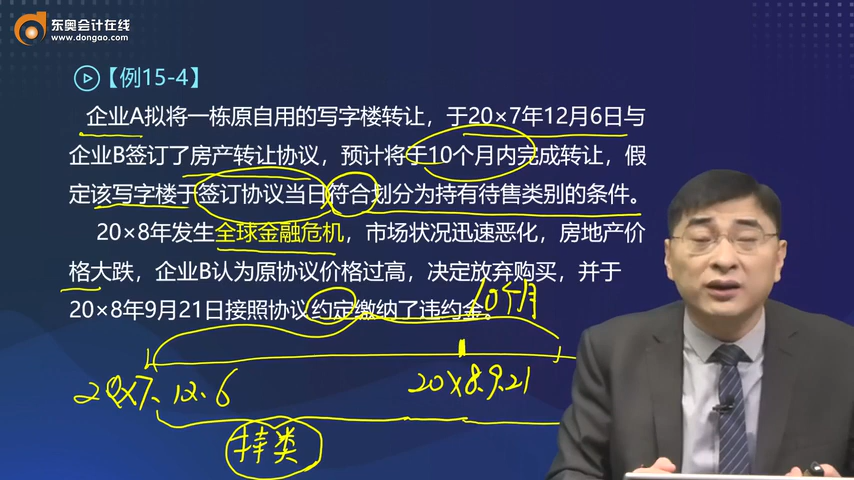 东奥会计在线
www.dongao.com
【例15-4】
企业A拟将一栋原自用的写字楼转让，于20×7年12月6日与
企业B签订了房产转让协议，预计将于10个月内完成转让，假
定该写字楼于签订协议当日符合划分为持有待售类别的条件。
20×8年发生全球金融危机，市场状况迅速恶化，房地产价
格大跌，企业B认为原协议价格过高，决定放弃购买，并于
20×8年9月21日按照协议约定缴纳了违约金。
10个月
20×7.12.6
20×8.9.21
持类